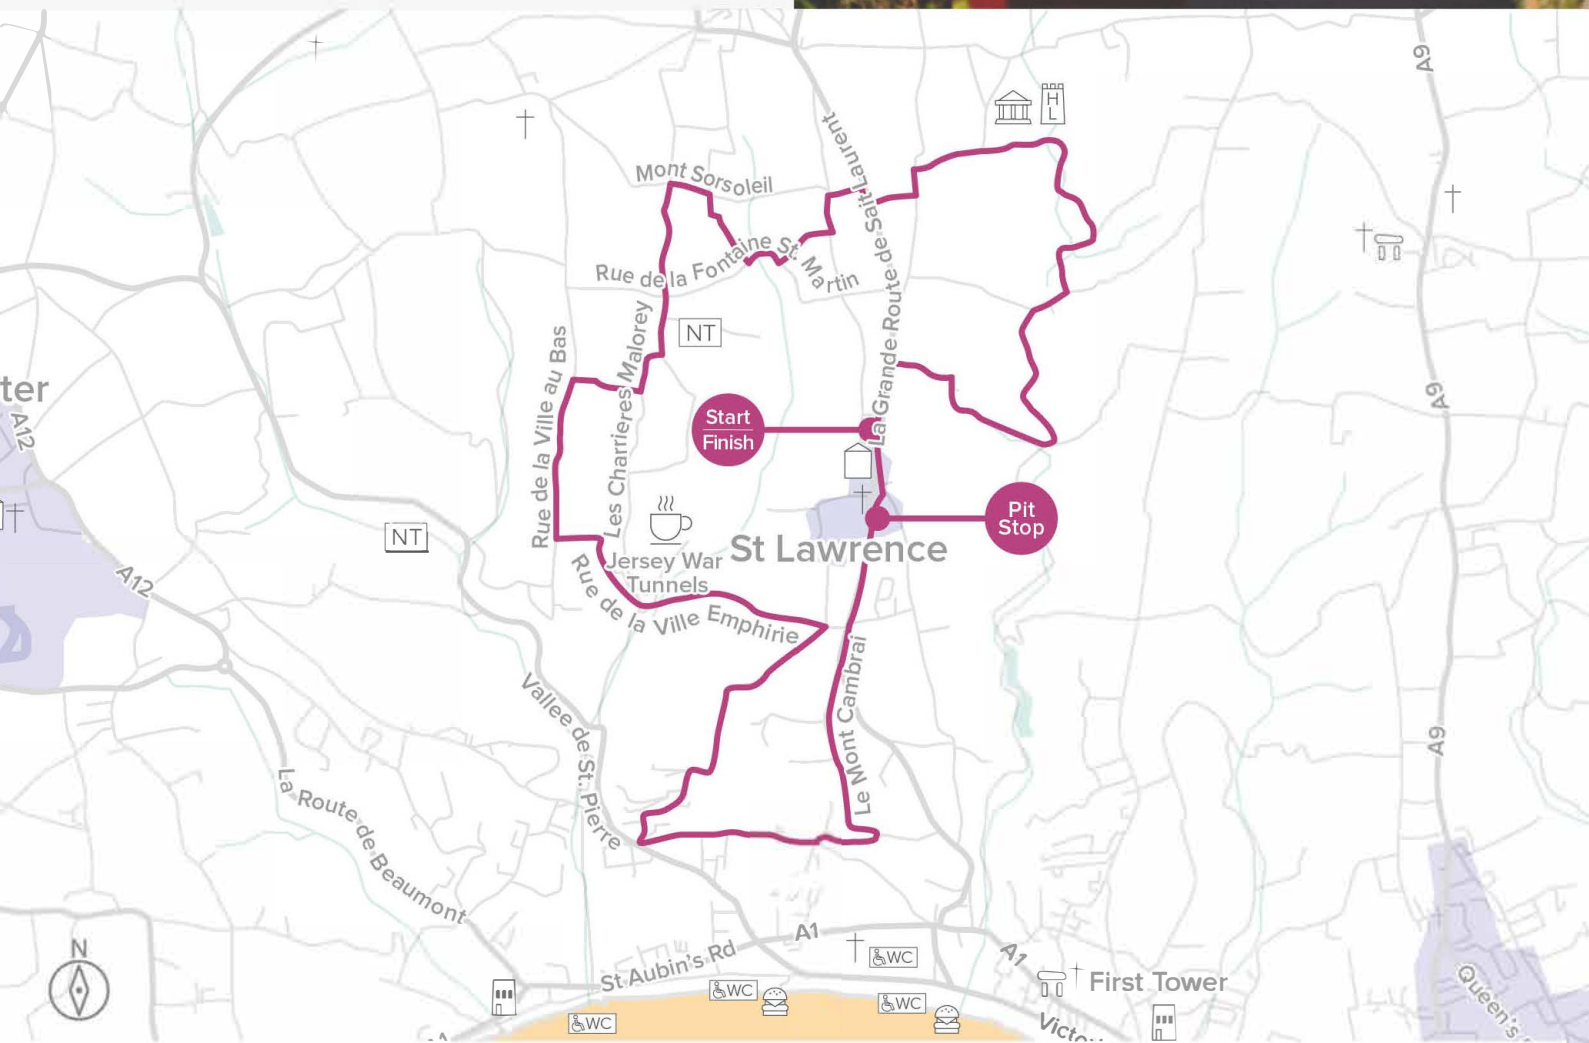 A9
H
L
La Grande Route de Sait Laurent
Mont Sorsoleil
Rue de la Fontaine St. Martin
NT
Rue de la Ville au Bas
Les Charrieres Malorey
ter
A12
A9
Start
Finish
Pit
Stop
NT
St Lawrence
Jersey War
Tunnels
A12
Rue de la Ville Emphirie
Le Mont Cambrai
Vallee de St. Pierre
A9
La Route de Beaumont
N
A1
St Aubin's Rd
WC
A1
First Tower
WC
WC
WC
Queen's